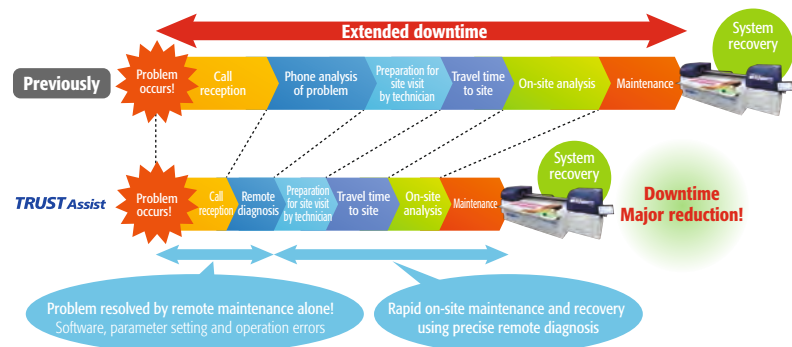 Extended downtime
System
recovery
Previously
Problem
occurs!
Call
reception
Phone analysis
of problem
Preparation for
site visit
by technician
Travel time
to site
On-site analysis
Maintenance
TRUST Assist
Problem
occurs!
Call
reception
Remote
diagnosis
Preparation
for site visit
by technician
Travel time
to site
On-site
analysis
Maintenance
System
recovery
Downtime
Major reduction!
Problem resolved by remote maintenance alone!
Software, parameter setting and operation errors
Rapid on-site maintenance and recovery
using precise remote diagnosis